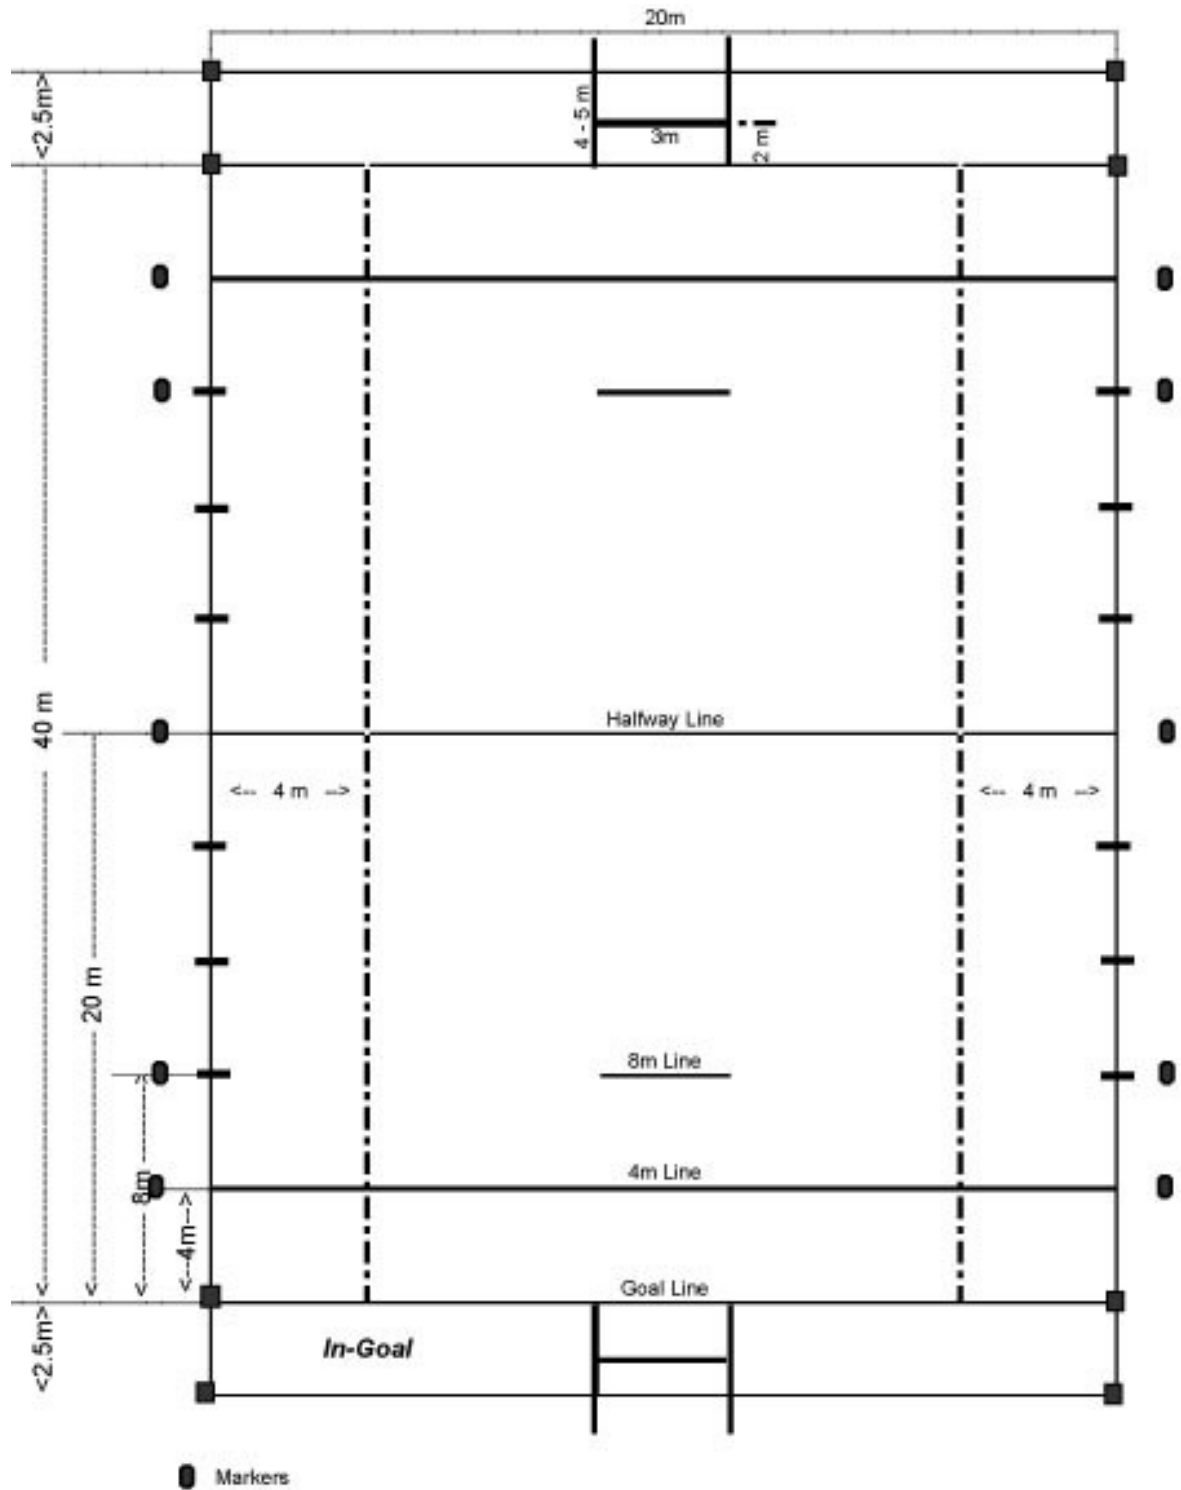 20m
<2.5m>
4 - 5 m
3m
2 m
40 m
Halfway Line
<-- 4 m -->
<-- 4 m -->
20 m
8m Line
8m
4m Line
<--4m-->
Goal Line
<2.5m>
In-Goal
Markers